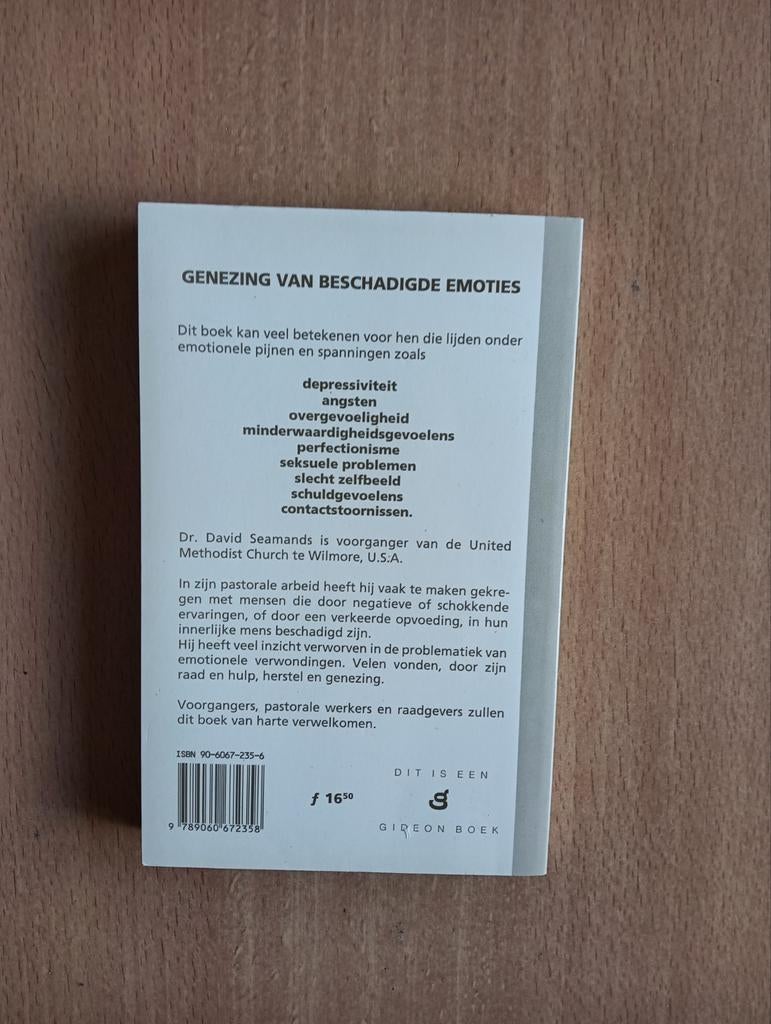 GENEZING VAN BESCHADIGDE EMOTIES
Dit boek kan veel betekenen voor hen die lijden onder
emotionele pijnen en spanningen zoals
depressiviteit
angsten
overgevoeligheid
minderwaardigheidsgevoelens
perfectionisme
seksuele problemen
slecht zelfbeeld
schuldgevoelens
contactstoornissen.
Dr. David Seamands is voorganger van de United
Methodist Church te Wilmore, U.S.A.
In zijn pastorale arbeid heeft hij vaak te maken gekre-
gen met mensen die door negatieve of schokkende
ervaringen, of door een verkeerde opvoeding, in hun
innerlijke mens beschadigd zijn.
Hij heeft veel inzicht verworven in de problematiek van
emotionele verwondingen. Velen vonden, door zijn
raad en hulp, herstel en genezing.
Voorgangers, pastorale werkers en raadgevers zullen
dit boek van harte verwelkomen.
ISBN 90-6067-235-6
9 789060 672358
ƒ 16⁵⁰
DIT IS EEN
g
GIDEON BOEK